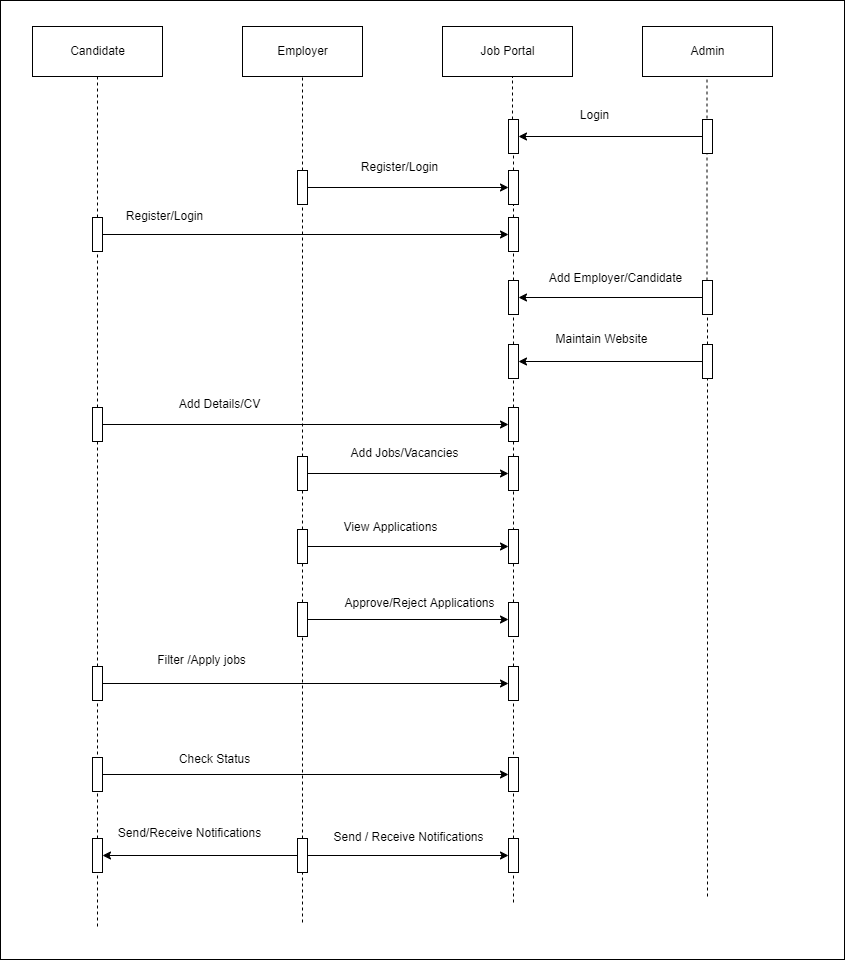 Candidate
Employer
Job Portal
Admin
Login
Register/Login
Register/Login
Add Employer/Candidate
Maintain Website
Add Details/CV
Add Jobs/Vacancies
View Applications
Approve/Reject Applications
Filter /Apply jobs
Check Status
Send/Receive Notifications
Send / Receive Notifications